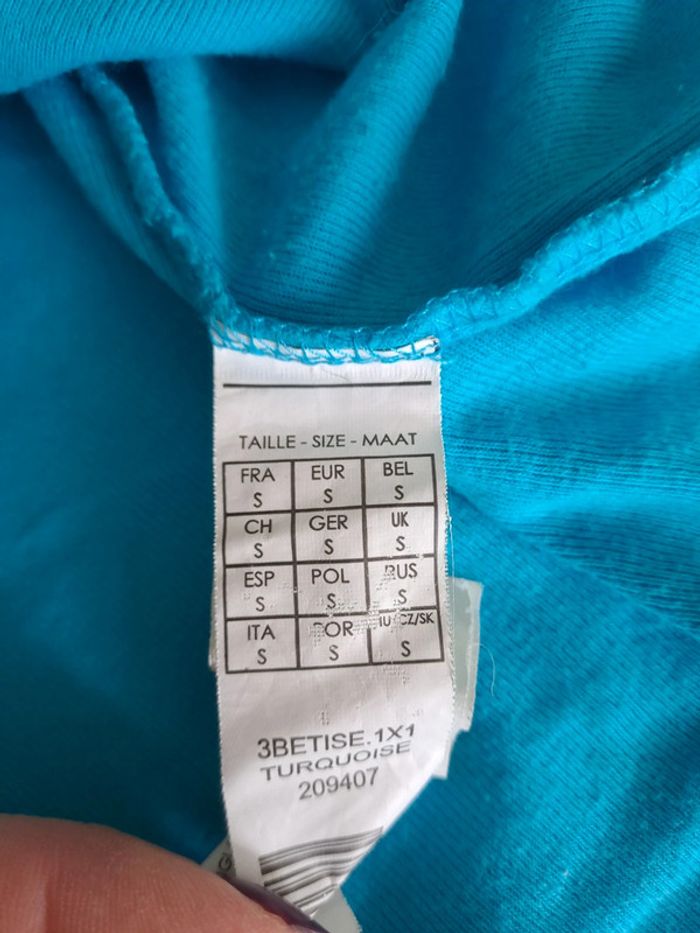 TAILLE - SIZE - MAAT
FRA EUR BEL
S S S
CH GER UK
S S S
ESP POL RUS
S S S
ITA POR CZ/SK
S S S
3BETISE.1X1
TURQUOISE
209407